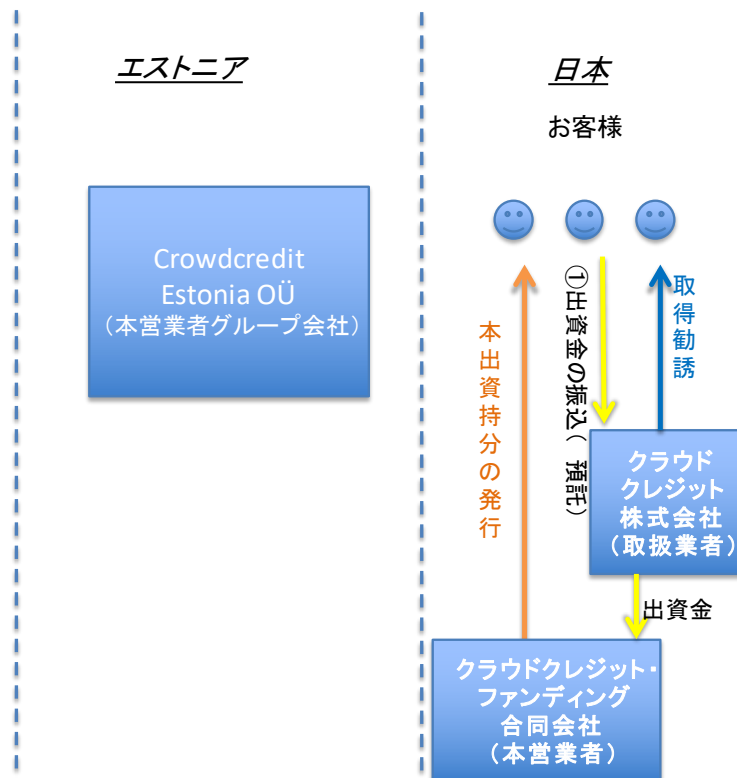 エストニア
日本
お客様
Crowdcredit
Estonia OÜ
（本営業者グループ会社）
本出資持分の発行
①出資金の振込（ 預託）
取得勧誘
クラウド
クレジット
株式会社
（取扱業者）
出資金
クラウドクレジット・
ファンディング
合同会社
（本営業者）